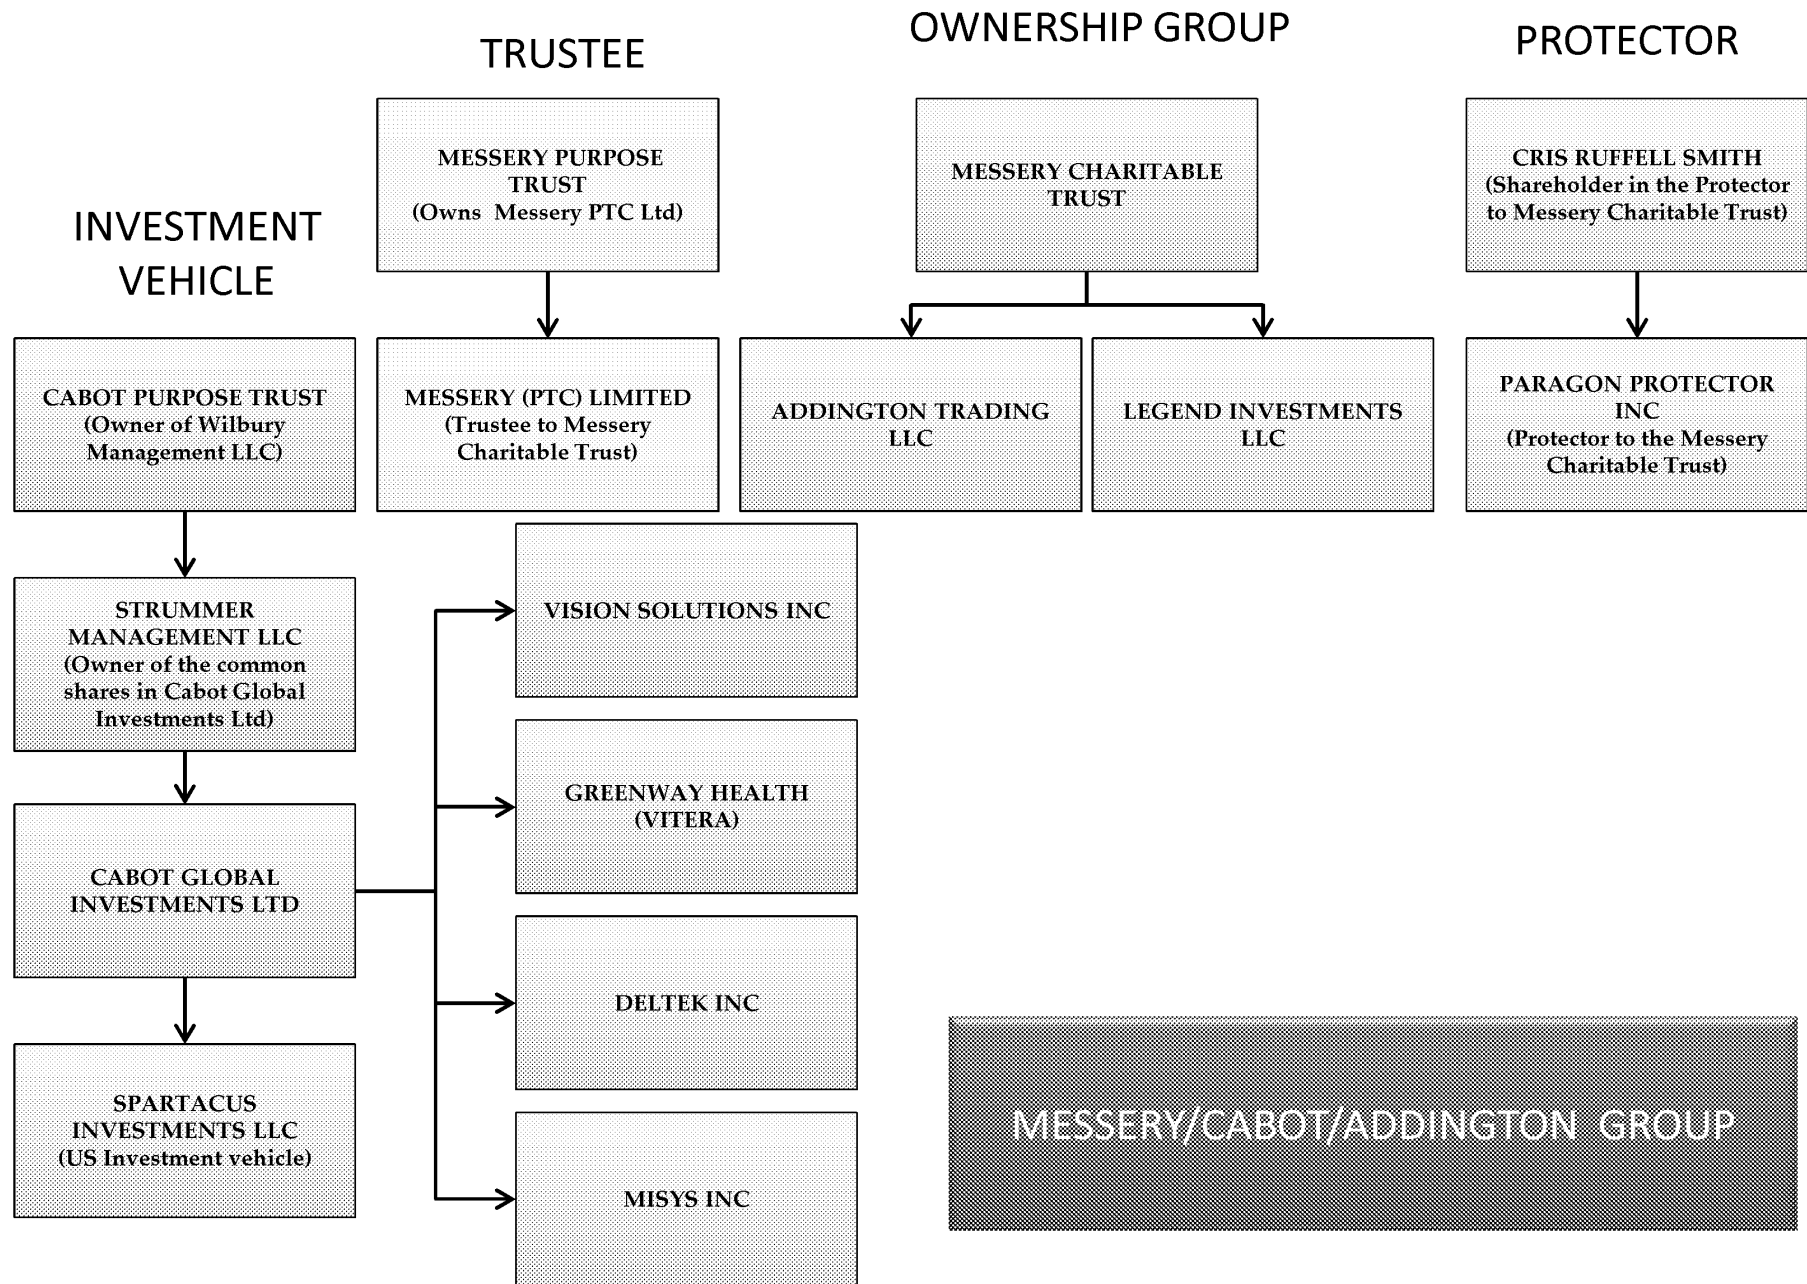 TRUSTEE
OWNERSHIP GROUP
PROTECTOR
MESSERY PURPOSE
TRUST
(Owns Messery PTC Ltd)
MESSERY CHARITABLE
TRUST
CRIS RUFFELL SMITH
(Shareholder in the Protector
to Messery Charitable Trust)
INVESTMENT
VEHICLE
CABOT PURPOSE TRUST
(Owner of Wilbury
Management LLC)
MESSERY (PTC) LIMITED
(Trustee to Messery
Charitable Trust)
ADDINGTON TRADING
LLC
LEGEND INVESTMENTS
LLC
PARAGON PROTECTOR
INC
(Protector to the Messery
Charitable Trust)
STRUMMER
MANAGEMENT LLC
(Owner of the common
shares in Cabot Global
Investments Ltd)
VISION SOLUTIONS INC
GREENWAY HEALTH
(VITERA)
CABOT GLOBAL
INVESTMENTS LTD
DELTEK INC
SPARTACUS
INVESTMENTS LLC
(US Investment vehicle)
MISYS INC
MESSERY/CABOT/ADDINGTON GROUP